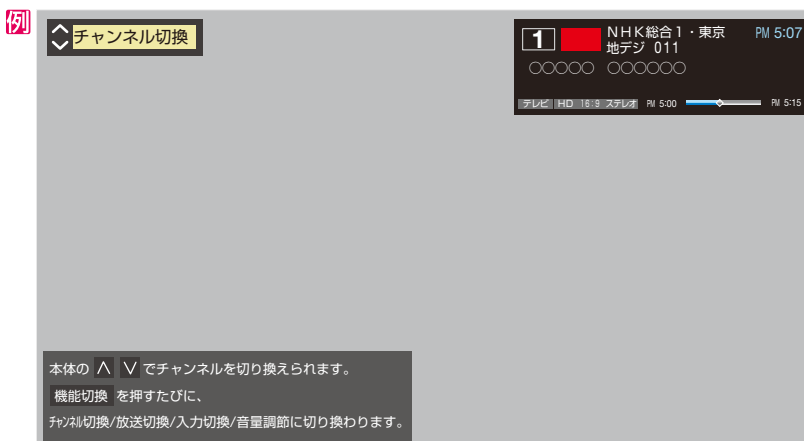 例
チャンネル切換
1 NHK総合1・東京 PM 5:07
地デジ 011
○○○○○ ○○○○○○
テレビ HD 16:9 ステレオ PM 5:00 PM 5:15
本体の ∧ ∨ でチャンネルを切り換えられます。
機能切換 を押すたびに、
チャンネル切換/放送切換/入力切換/音量調節に切り換わります。